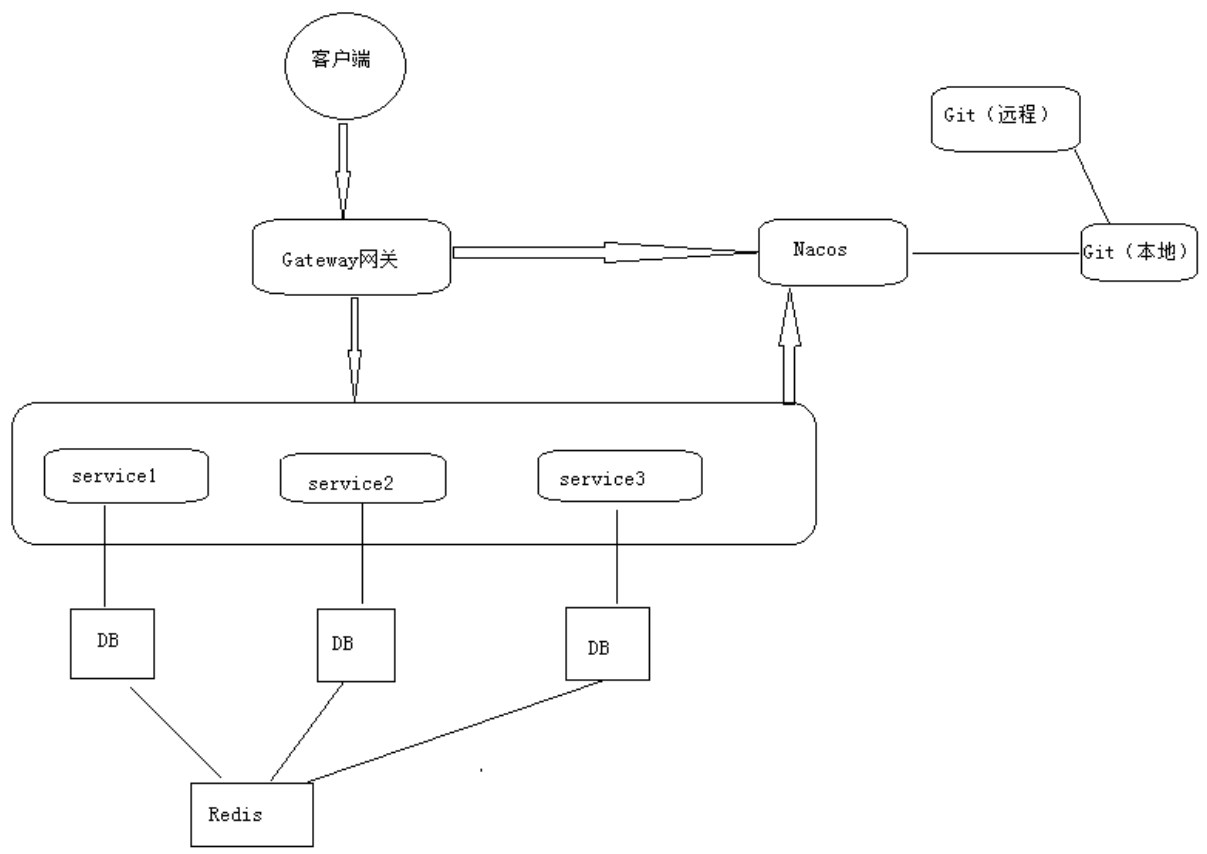 客户端
Git（远程）
Gateway网关
Nacos
Git（本地）
service1
service2
service3
DB
DB
DB
Redis